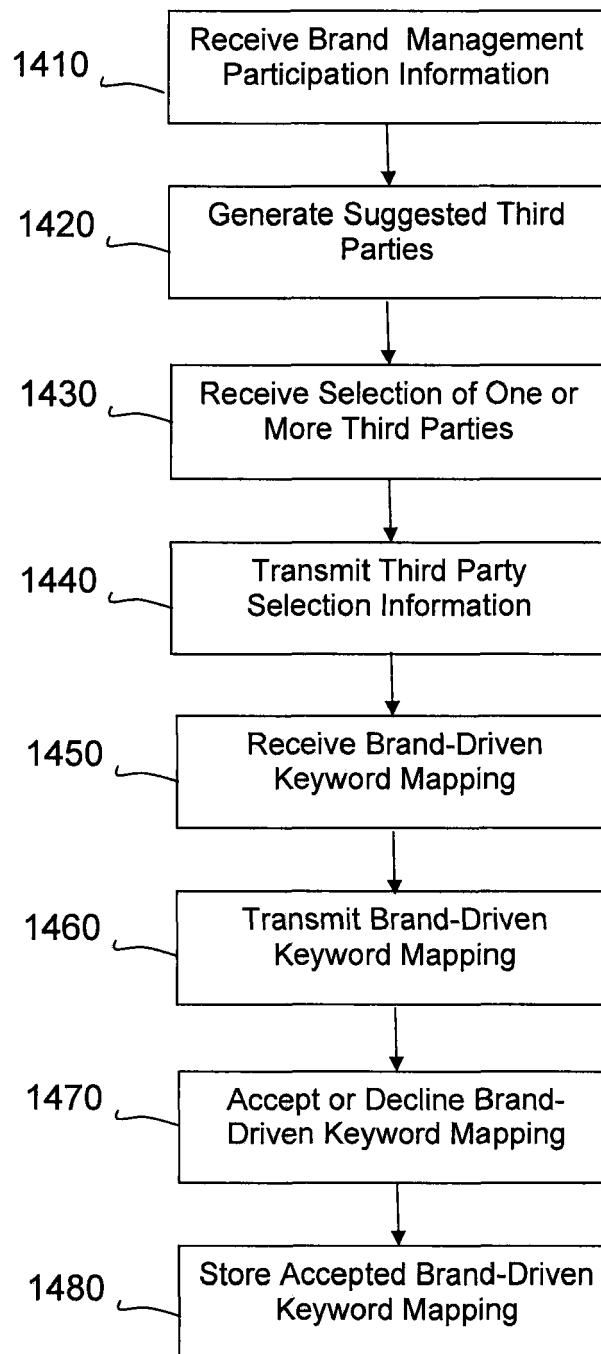 1410
Receive Brand Management
Participation Information
1420
Generate Suggested Third
Parties
1430
Receive Selection of One or
More Third Parties
1440
Transmit Third Party
Selection Information
1450
Receive Brand-Driven
Keyword Mapping
1460
Transmit Brand-Driven
Keyword Mapping
1470
Accept or Decline Brand-
Driven Keyword Mapping
1480
Store Accepted Brand-Driven
Keyword Mapping